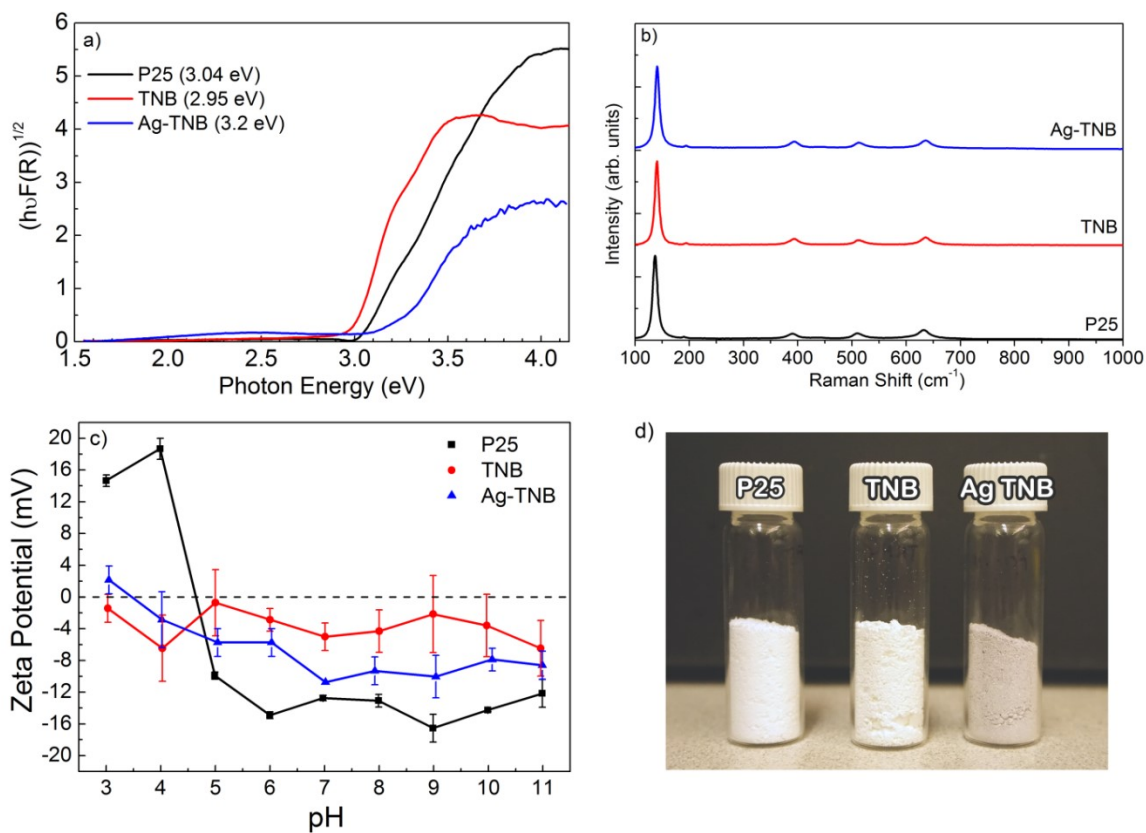 a)
P25 (3.04 eV)
TNB (2.95 eV)
Ag-TNB (3.2 eV)
(hυF(R))^1/2
6
5
4
3
2
1
0
1.5 2.0 2.5 3.0 3.5 4.0
Photon Energy (eV)
b)
Ag-TNB
TNB
P25
Intensity (arb. units)
100 200 300 400 500 600 700 800 900 1000
Raman Shift (cm⁻¹)
c)
P25
TNB
Ag-TNB
Zeta Potential (mV)
20
16
12
8
4
0
-4
-8
-12
-16
-20
3 4 5 6 7 8 9 10 11
pH
d)
P25 TNB Ag TNB